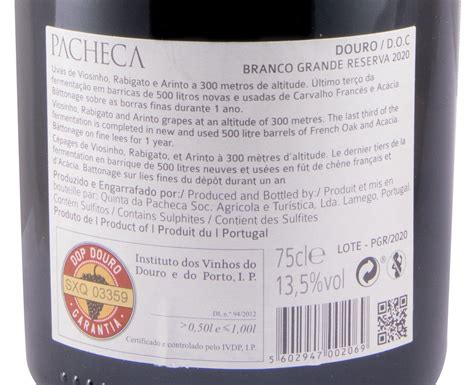 PACHECA
DOURO / D.O.C
BRANCO GRANDE RESERVA 2020
Uvas de Viosinho, Rabigato e Arinto a 300 metros de altitude. Último terço da
fermentação em barricas de 500 litros novas e usadas de Carvalho Francês e Acácia
Bâttonage sobre as borras finas durante 1 ano.
Viosinho, Rabigato and Arinto grapes at an altitude of 300 metres. The last third of the
fermentation completed in new and used 500 litre barrels of French Oak and Acacia.
Bâttonage on fine lees for 1 year.
Cépages de Viosinho, Rabigato, et Arinto à 300 mètres d'altitude. Le dernier tiers de la
fermentation en barrique de 500 litres neuves et usées en fût de chêne français et
d'Acácia. Bâttonage sur lies fines du dépôt durant un an
Produzido e Engarrafado por:/ Produced and Bottled by:/ Produit et mis en
bouteille par: Quinta da Pacheca Soc. Agrícola e Turística, Lda. Lamego, Portugal.
Contém Sulfitos / Contains Sulphites / Contient des Sulfites
Produto de Portugal I Product of Portugal I Produit du Portugal
DOP DOURO
SXQ 03359
GARANTIA
Instituto dos Vinhos do
Douro e do Porto, I. P.
DL n.º 94/2012
>0,50l e ≤1,00l
Certificado e controlado pelo IVDP, I.P.
75cl e
13,5%vol
LOTE - PGR/2020
5 602947 002069